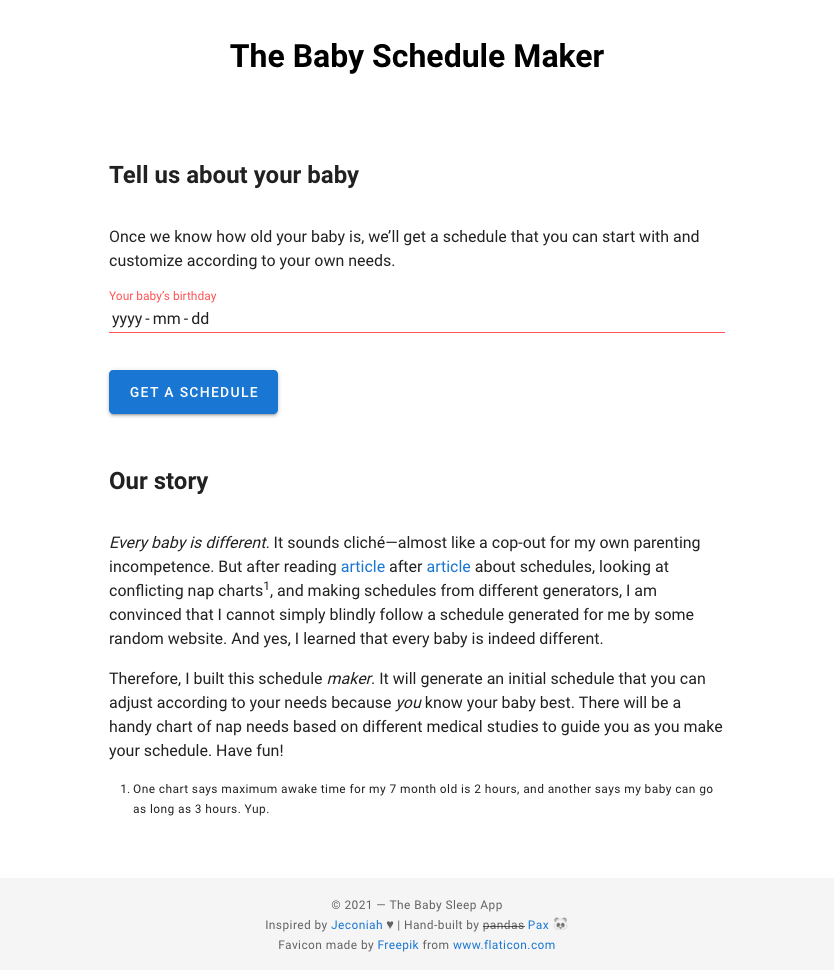 The Baby Schedule Maker
Tell us about your baby
Once we know how old your baby is, we’ll get a schedule that you can start with and
customize according to your own needs.
Your baby’s birthday
yyyy-mm-dd
GET A SCHEDULE
Our story
Every baby is different. It sounds cliché—almost like a cop-out for my own parenting
incompetence. But after reading article after article about schedules, looking at
conflicting nap charts1, and making schedules from different generators, I am
convinced that I cannot simply blindly follow a schedule generated for me by some
random website. And yes, I learned that every baby is indeed different.
Therefore, I built this schedule maker. It will generate an initial schedule that you can
adjust according to your needs because you know your baby best. There will be a
handy chart of nap needs based on different medical studies to guide you as you make
your schedule. Have fun!
1. One chart says maximum awake time for my 7 month old is 2 hours, and another says my baby can go
as long as 3 hours. Yup.
© 2021 — The Baby Sleep App
Inspired by Jeconiah ♥ | Hand-built by pandas Pax 🐼
Favicon made by Freepik from www.flaticon.com